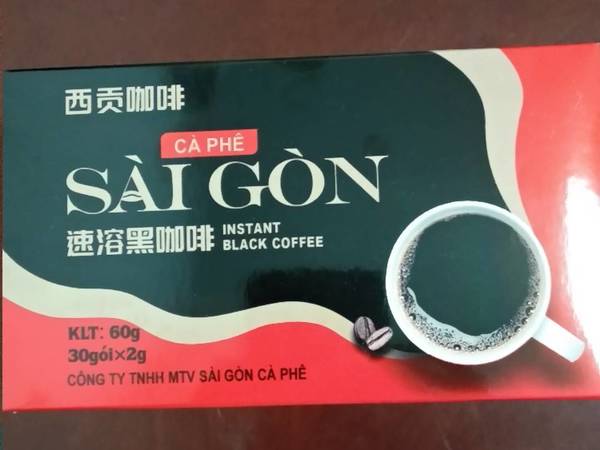 西贡咖啡
CÀ PHÊ
SÀI GÒN
速溶黑咖啡 INSTANT
BLACK COFFEE
KLT: 60g
30gói×2g
CÔNG TY TNHH MTV SÀI GÒN CÀ PHÊ